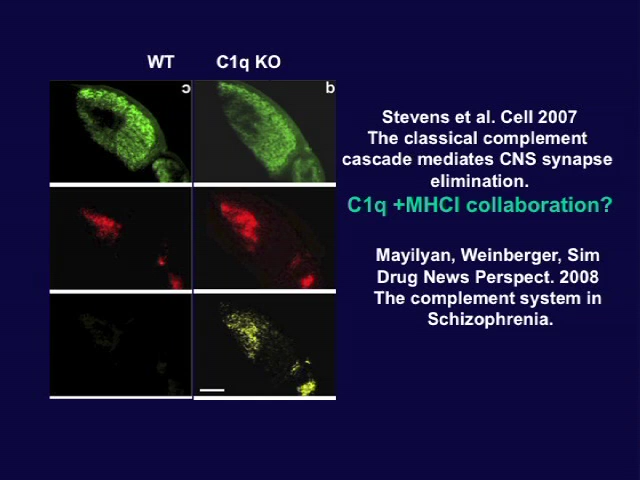 WT C1q KO
c b
Stevens et al. Cell 2007
The classical complement
cascade mediates CNS synapse
elimination.
C1q +MHCI collaboration?
Mayilyan, Weinberger, Sim
Drug News Perspect. 2008
The complement system in
Schizophrenia.